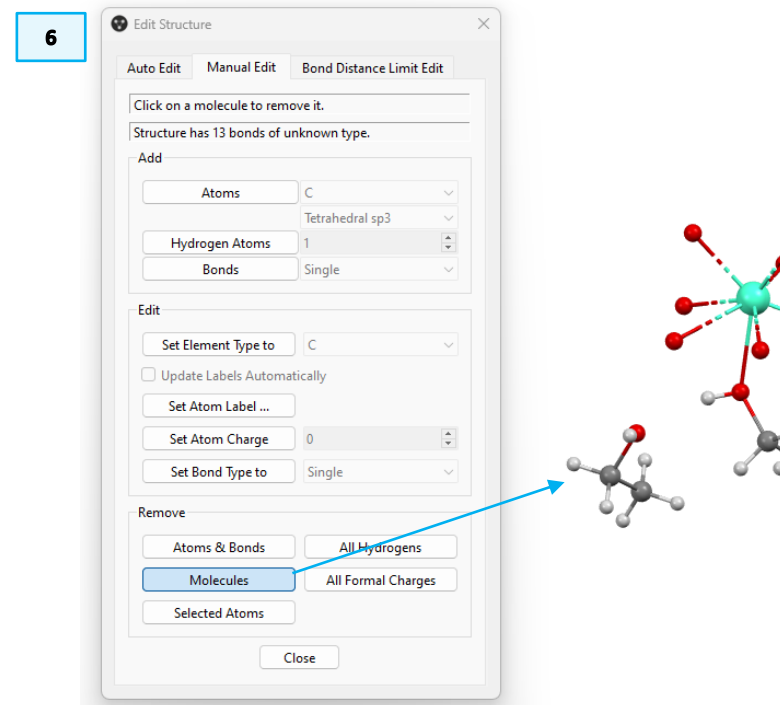 6
Edit Structure
Auto Edit Manual Edit Bond Distance Limit Edit
Click on a molecule to remove it.
Structure has 13 bonds of unknown type.
Add
Atoms C
Tetrahedral sp3
Hydrogen Atoms 1
Bonds Single
Edit
Set Element Type to C
Update Labels Automatically
Set Atom Label ...
Set Atom Charge 0
Set Bond Type to Single
Remove
Atoms & Bonds All Hydrogens
Molecules All Formal Charges
Selected Atoms
Close